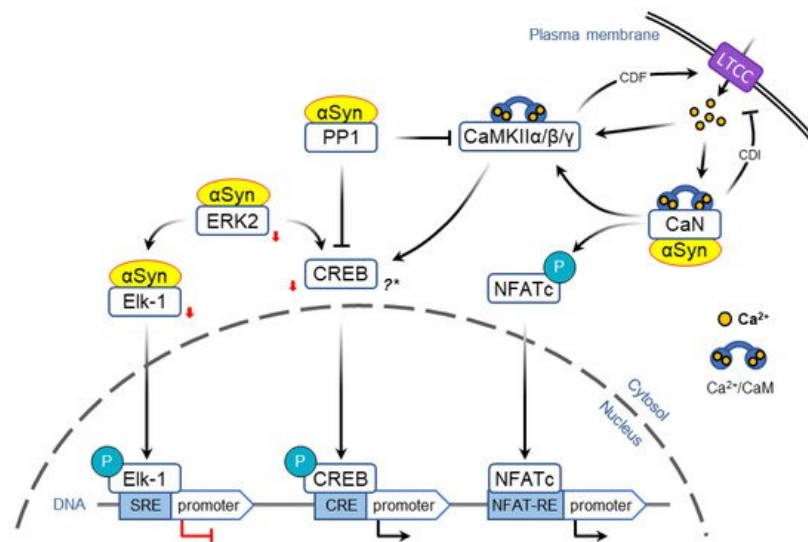 Plasma membrane
LTCC
CDF
αSyn
PP1
CaMKIIα/β/γ
CDI
αSyn
ERK2
CaN
αSyn
αSyn
Elk-1
CREB
?*
P
NFATc
Ca²⁺
Ca²⁺/CaM
Cytosol
Nucleus
P
Elk-1
P
CREB
NFATc
DNA
SRE
promoter
CRE
promoter
NFAT-RE
promoter